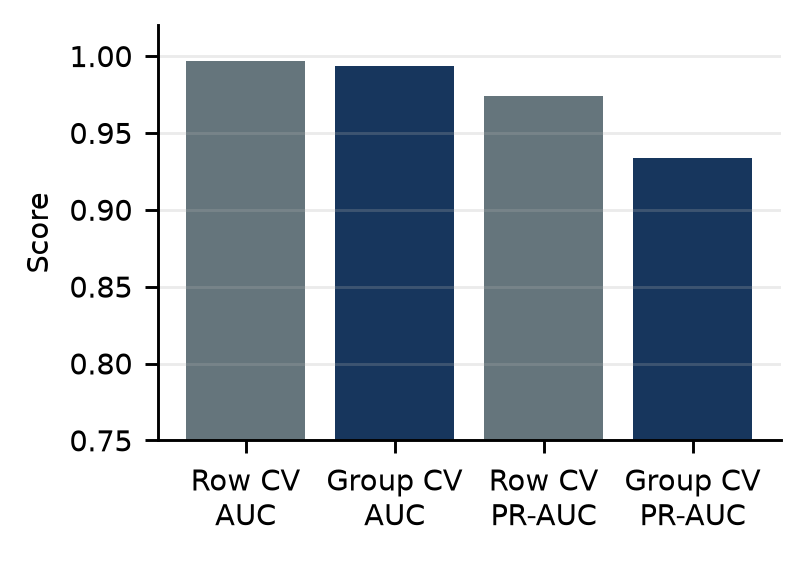 1.00
0.95
0.90
0.85
0.80
0.75
Score
Row CV
AUC
Group CV
AUC
Row CV
PR-AUC
Group CV
PR-AUC